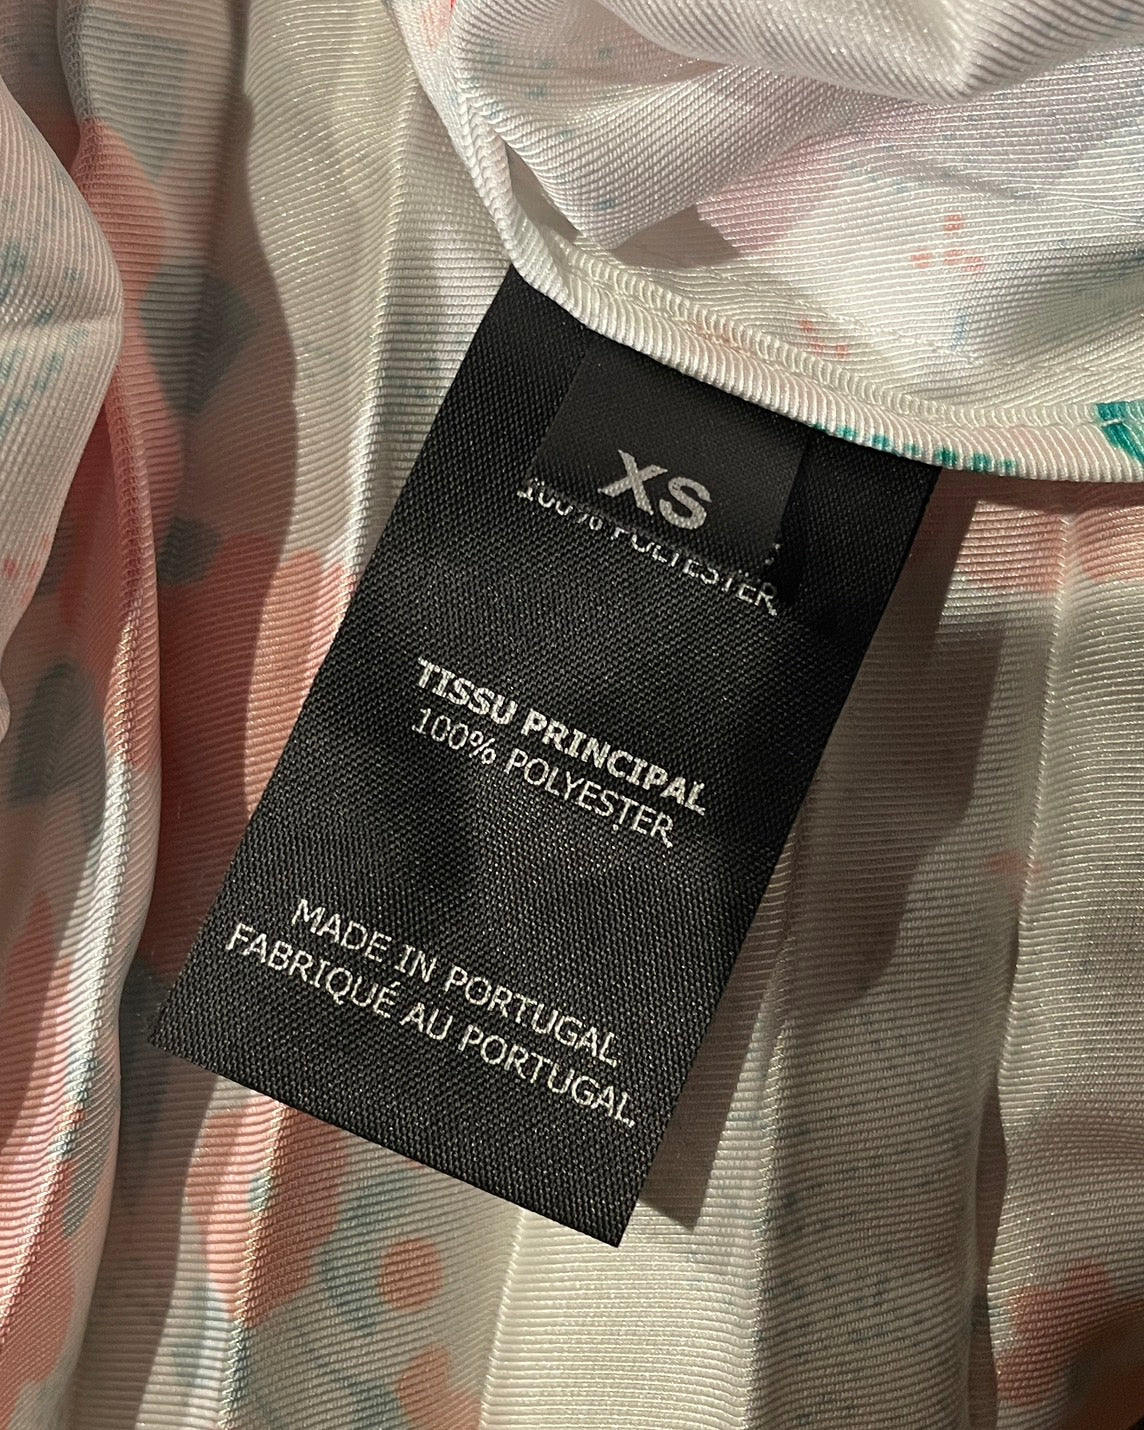 XS
100% POLYESTER
TISSU PRINCIPAL
100% POLYESTER
MADE IN PORTUGAL
FABRIQUÉ AU PORTUGAL